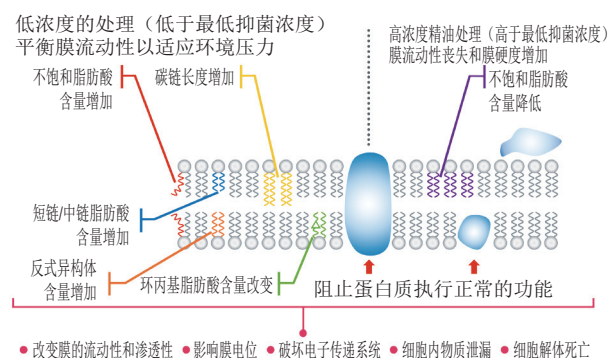 低浓度的处理（低于最低抑菌浓度）
平衡膜流动性以适应环境压力
高浓度精油处理（高于最低抑菌浓度）
膜流动性丧失和膜硬度增加
不饱和脂肪酸
含量增加
碳链长度增加
不饱和脂肪酸
含量降低
短链/中链脂肪酸
含量增加
反式异构体
含量增加
环丙基脂肪酸含量改变
阻止蛋白质执行正常的功能
● 改变膜的流动性和渗透性 ● 影响膜电位 ● 破坏电子传递系统 ● 细胞内物质泄漏 ● 细胞解体死亡